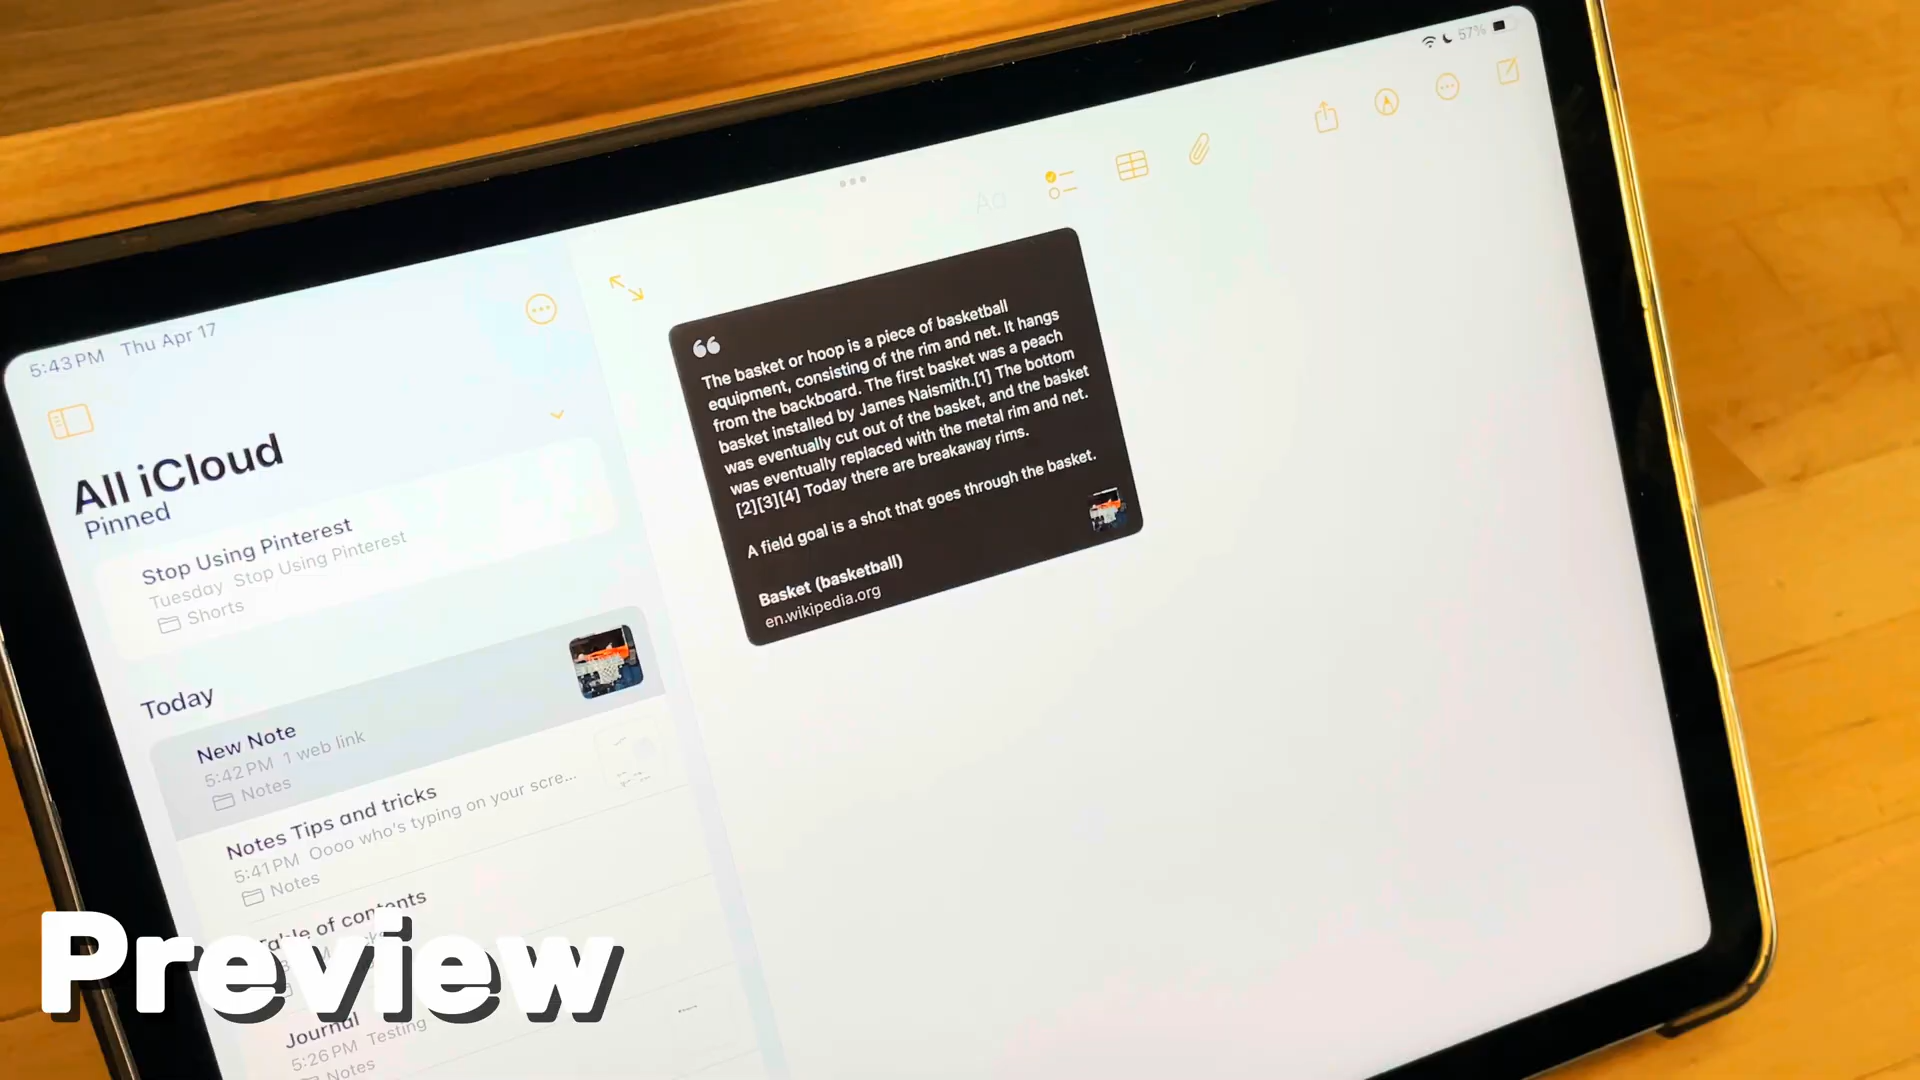 57%
Aa
5:43 PM Thu Apr 17
All iCloud
Pinned
Stop Using Pinterest
Tuesday Stop Using Pinterest
Shorts
Today
New Note
5:42 PM 1 web link
Notes
Notes Tips and tricks
5:41 PM Oooo who's typing on your scre...
Notes
Table of contents
Journal
5:26 PM Testing
Notes
“
The basket or hoop is a piece of basketball
equipment, consisting of the rim and net. It hangs
from the backboard. The first basket was a peach
basket installed by James Naismith.[1] The bottom
was eventually cut out of the basket, and the basket
was eventually replaced with the metal rim and net.
[2][3][4] Today there are breakaway rims.
A field goal is a shot that goes through the basket.
Basket (basketball)
en.wikipedia.org
Preview